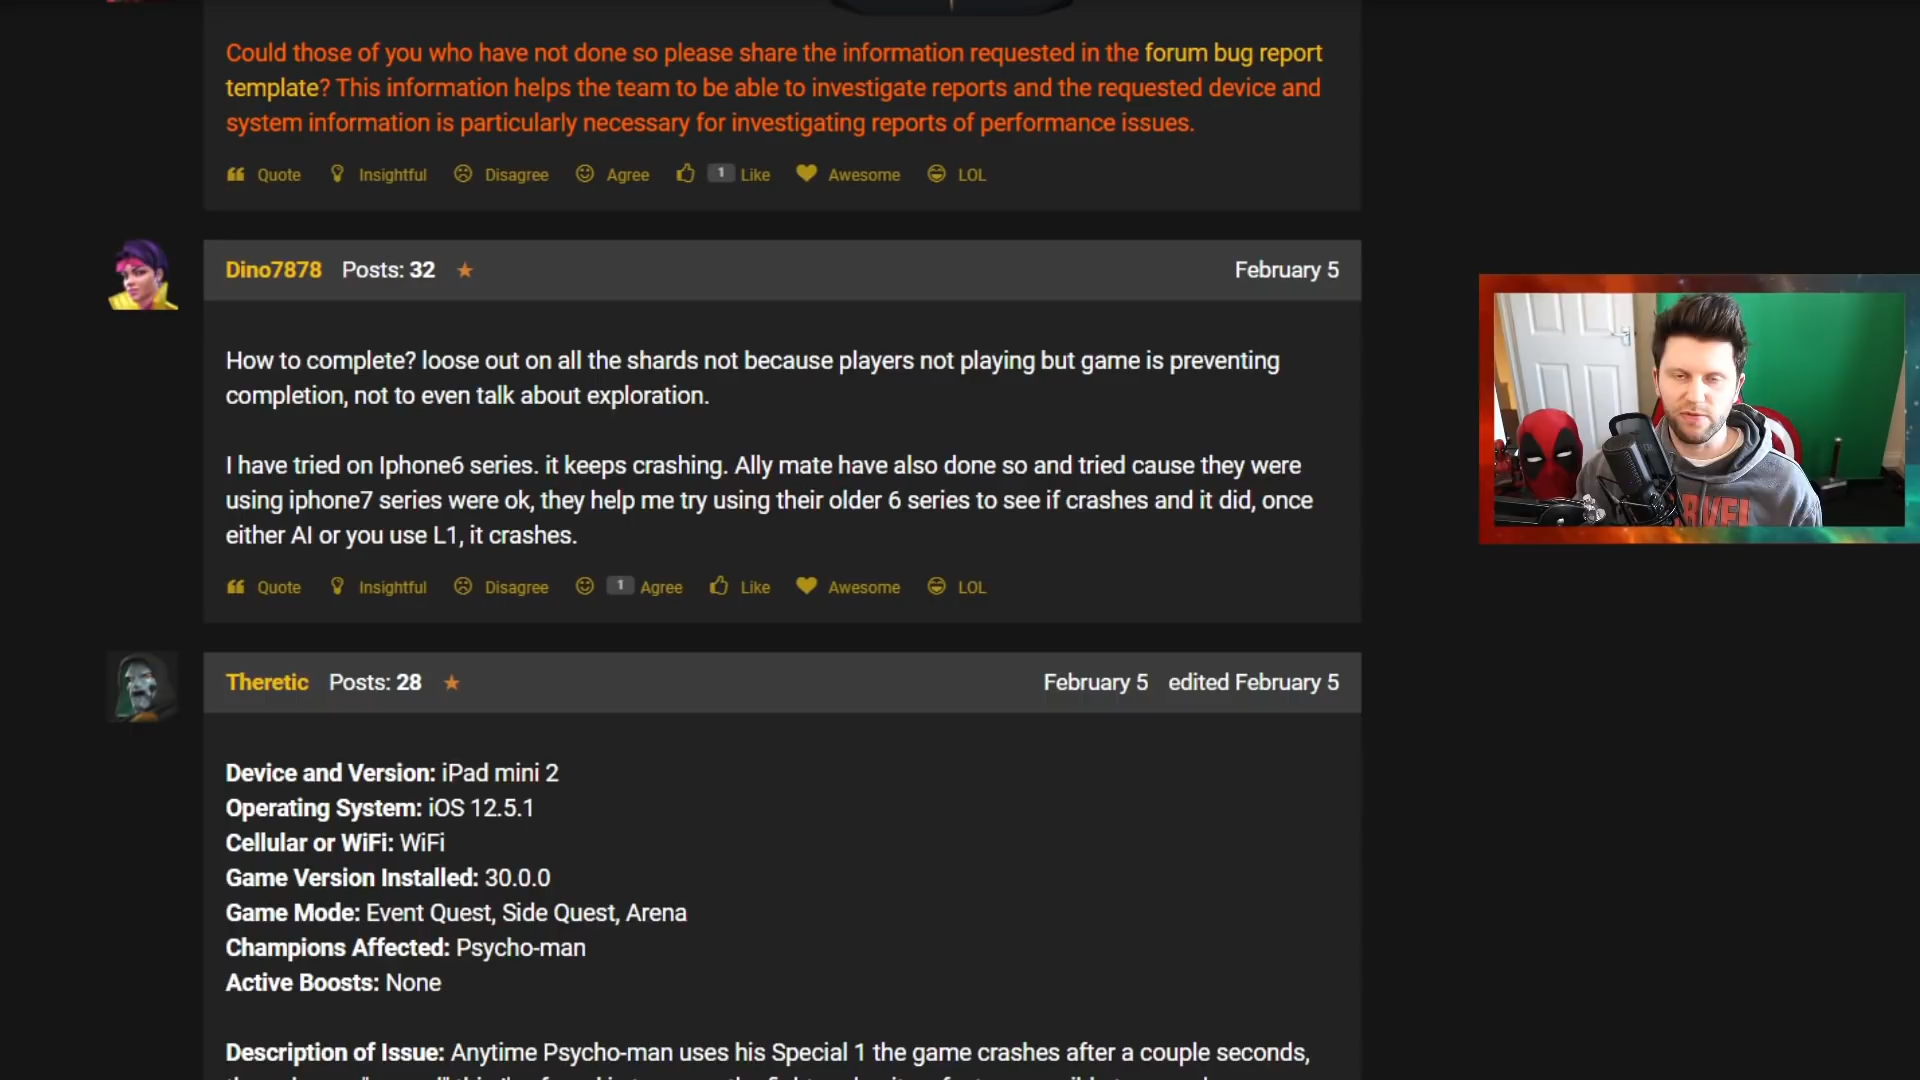 Could those of you who have not done so please share the information requested in the forum bug report
template? This information helps the team to be able to investigate reports and the requested device and
system information is particularly necessary for investigating reports of performance issues.
Quote Insightful Disagree Agree 1 Like Awesome LOL
Dino7878 Posts: 32 February 5
How to complete? loose out on all the shards not because players not playing but game is preventing
completion, not to even talk about exploration.
I have tried on Iphone6 series. it keeps crashing. Ally mate have also done so and tried cause they were
using iphone7 series were ok, they help me try using their older 6 series to see if crashes and it did, once
either AI or you use L1, it crashes.
Quote Insightful Disagree 1 Agree Like Awesome LOL
Theretic Posts: 28 February 5 edited February 5
Device and Version: iPad mini 2
Operating System: iOS 12.5.1
Cellular or WiFi: WiFi
Game Version Installed: 30.0.0
Game Mode: Event Quest, Side Quest, Arena
Champions Affected: Psycho-man
Active Boosts: None
Description of Issue: Anytime Psycho-man uses his Special 1 the game crashes after a couple seconds,